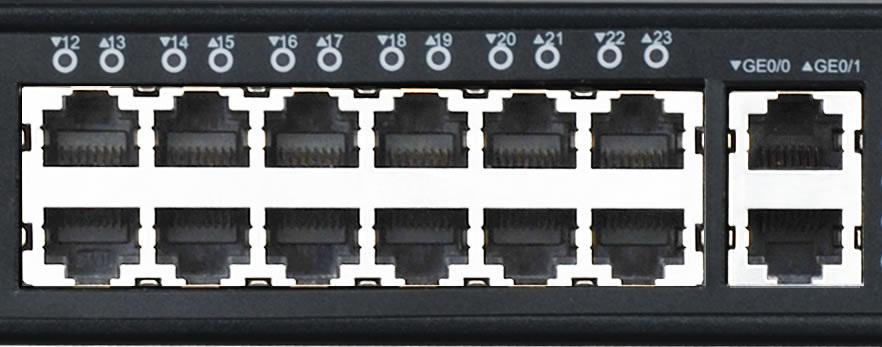 ▼12 ▲13 ▼14 ▲15 ▼16 ▲17 ▼18 ▲19 ▼20 ▲21 ▼22 ▲23
▼GE0/0 ▲GE0/1